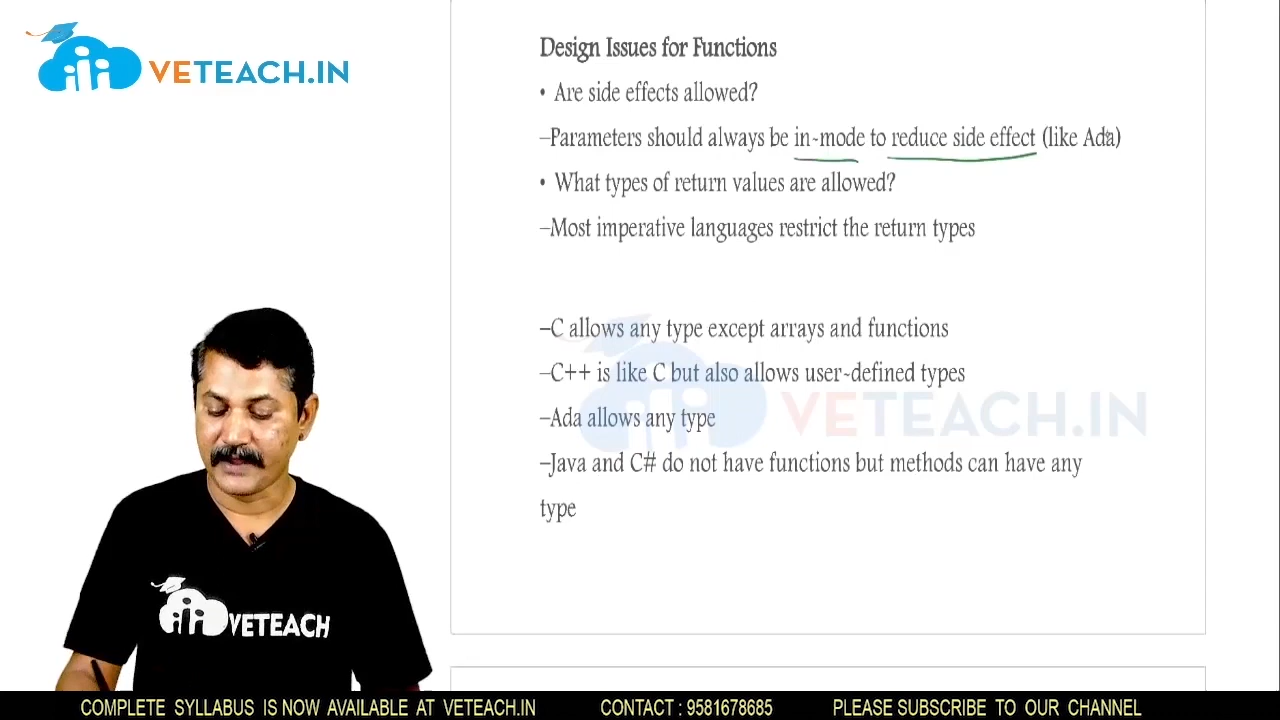 VETEACH.IN
Design Issues for Functions
• Are side effects allowed?
–Parameters should always be in-mode to reduce side effect (like Ada)
• What types of return values are allowed?
–Most imperative languages restrict the return types
–C allows any type except arrays and functions
–C++ is like C but also allows user-defined types
–Ada allows any type
VETEACH.IN
–Java and C# do not have functions but methods can have any
type
VETEACH
COMPLETE SYLLABUS IS NOW AVAILABLE AT VETEACH.IN CONTACT : 9581678685 PLEASE SUBSCRIBE TO OUR CHANNEL